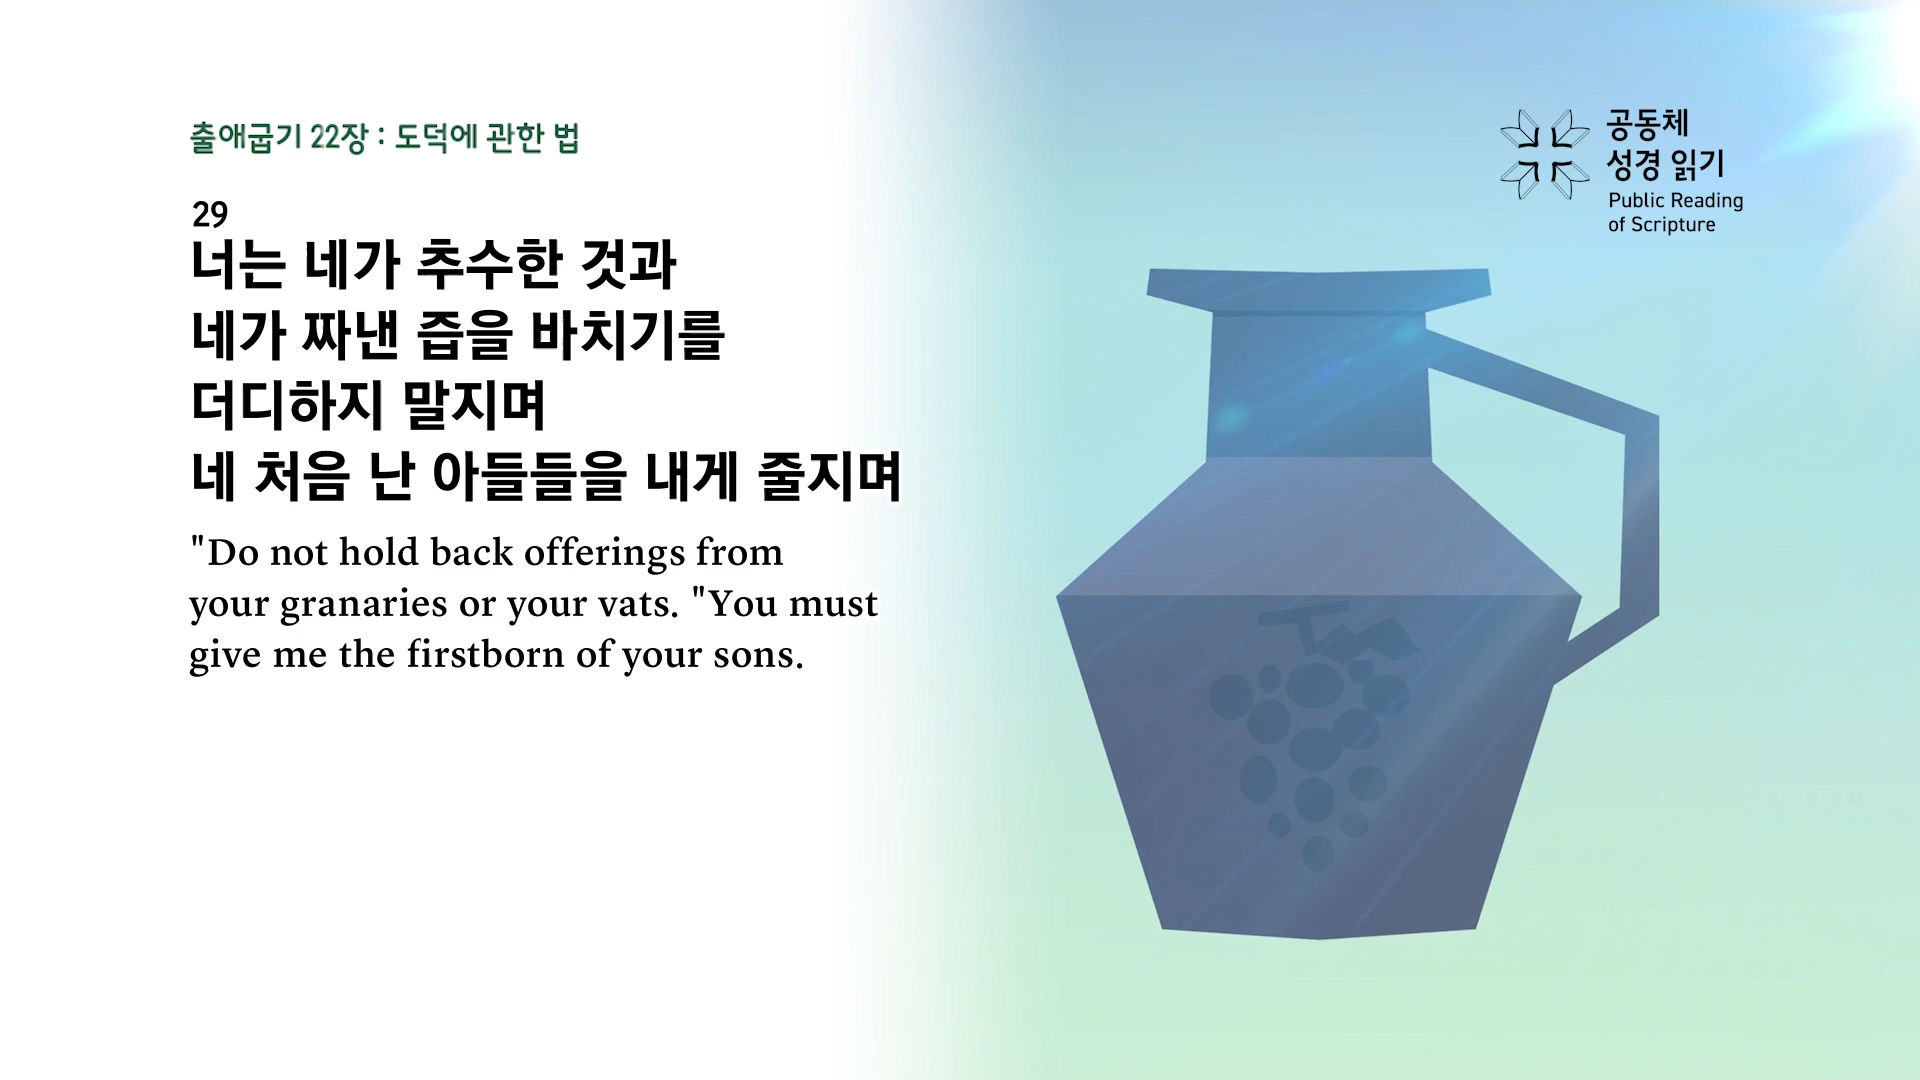 출애굽기 22장 : 도덕에 관한 법
29
너는 네가 추수한 것과
네가 짜낸 즙을 바치기를
더디하지 말지며
네 처음 난 아들들을 내게 줄지며
"Do not hold back offerings from
your granaries or your vats. "You must
give me the firstborn of your sons.
공동체
성경 읽기
Public Reading
of Scripture